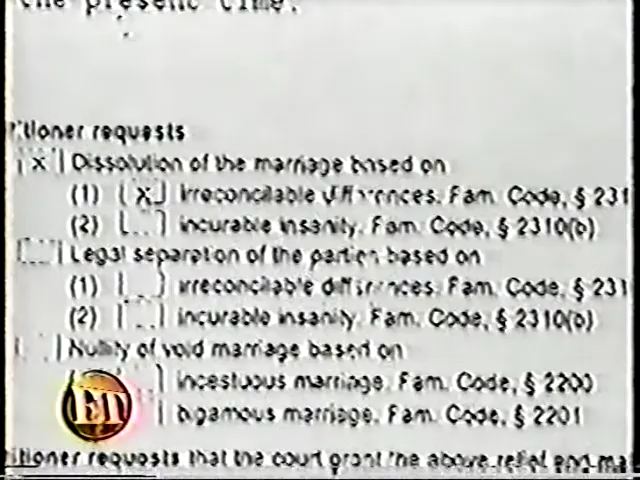 the present time.
titioner requests
[ x ] Dissolution of the marriage based on
(1) [ X ] irreconcilable differences. Fam. Code, § 231
(2) [ ] incurable insanity. Fam. Code, § 2310(b)
[ ] Legal separation of the parties based on
(1) [ ] irreconcilable differences. Fam. Code, § 231
(2) [ ] incurable insanity. Fam. Code, § 2310(b)
[ ] Nullity of void marriage based on
[ ] incestuous marriage. Fam. Code, § 2200
ET
] bigamous marriage. Fam. Code, § 2201
titioner requests that the court grant the above relief and ma